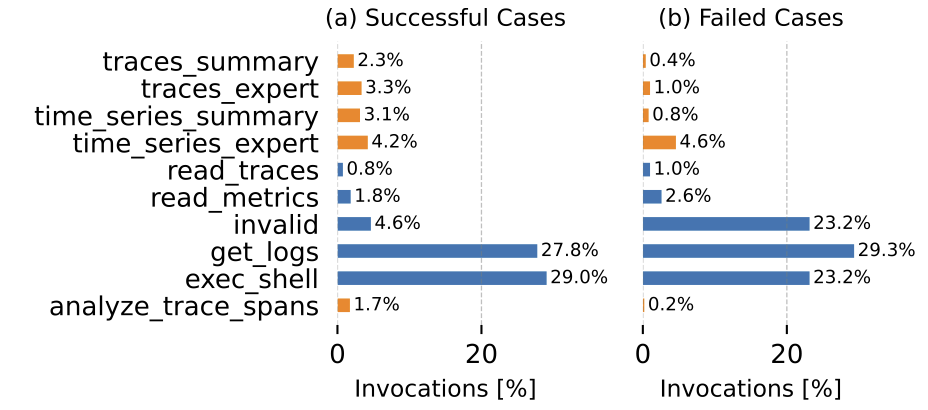 (a) Successful Cases (b) Failed Cases
traces_summary 2.3% 0.4%
traces_expert 3.3% 1.0%
time_series_summary 3.1% 0.8%
time_series_expert 4.2% 4.6%
read_traces 0.8% 1.0%
read_metrics 1.8% 2.6%
invalid 4.6% 23.2%
get_logs 27.8% 29.3%
exec_shell 29.0% 23.2%
analyze_trace_spans 1.7% 0.2%
0 20 0 20
Invocations [%] Invocations [%]